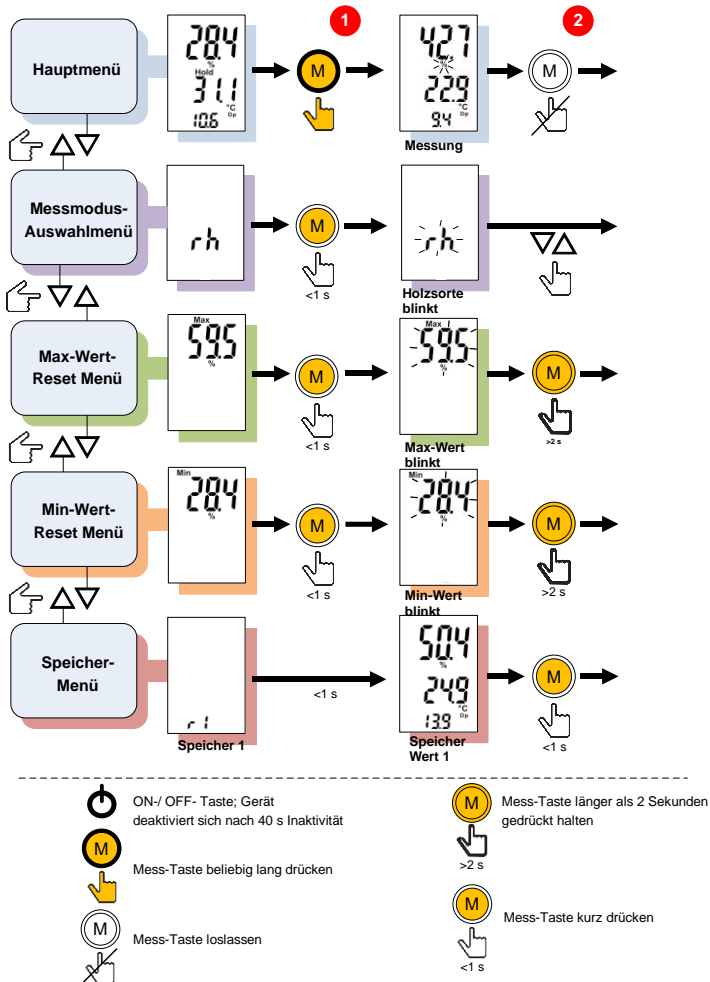 1
2
Hauptmenü
28.4
%
Hold
31.1
°C
10.6 Dp
M
42.7
%
22.9
°C
9.4 Dp
Messung
M
Messmodus-
Auswahlmenü
rh
M
<1 s
rh
Holzsorte
blinkt
Max-Wert-
Reset Menü
Max
59.5
%
M
<1 s
Max
59.5
%
Max-Wert
blinkt
M
>2 s
Min-Wert-
Reset Menü
Min
28.4
%
M
<1 s
Min
28.4
%
Min-Wert
blinkt
M
>2 s
Speicher-
Menü
r 1
Speicher 1
<1 s
50.4
%
24.9
°C
13.9 Dp
Speicher
Wert 1
M
<1 s
ON-/ OFF- Taste; Gerät
deaktiviert sich nach 40 s Inaktivität
M
Mess-Taste beliebig lang drücken
M
Mess-Taste loslassen
M
Mess-Taste länger als 2 Sekunden
gedrückt halten
>2 s
M
Mess-Taste kurz drücken
<1 s